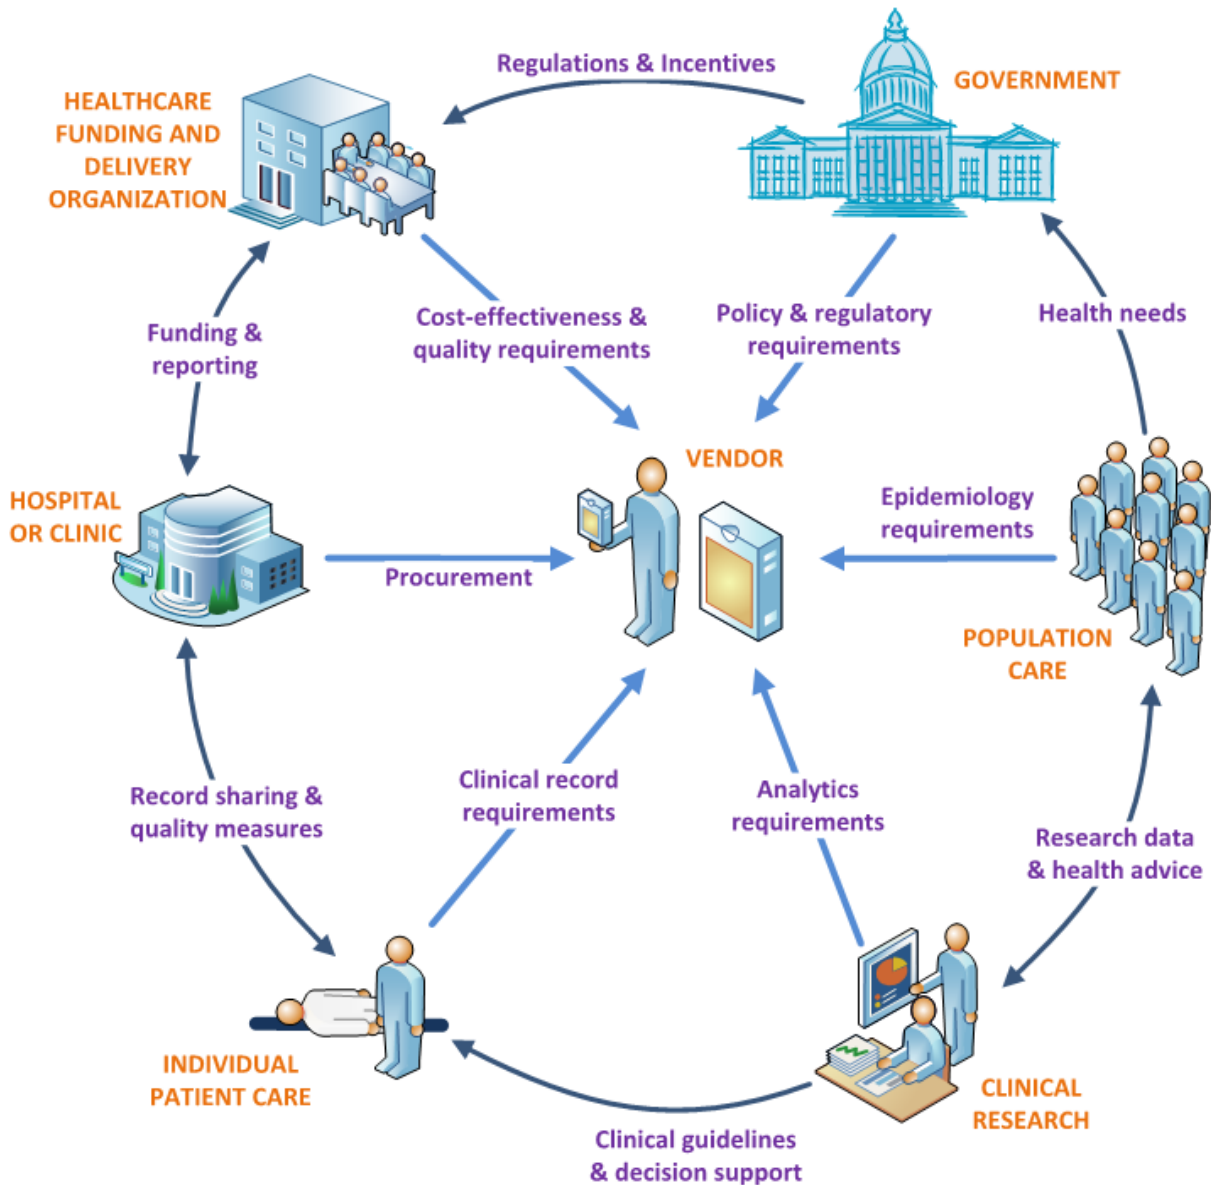 Regulations & Incentives
GOVERNMENT
HEALTHCARE
FUNDING AND
DELIVERY
ORGANIZATION
Funding &
reporting
Cost-effectiveness &
quality requirements
Policy & regulatory
requirements
Health needs
VENDOR
HOSPITAL
OR CLINIC
Procurement
Epidemiology
requirements
POPULATION
CARE
Record sharing &
quality measures
Clinical record
requirements
Analytics
requirements
Research data
& health advice
INDIVIDUAL
PATIENT CARE
CLINICAL
RESEARCH
Clinical guidelines
& decision support